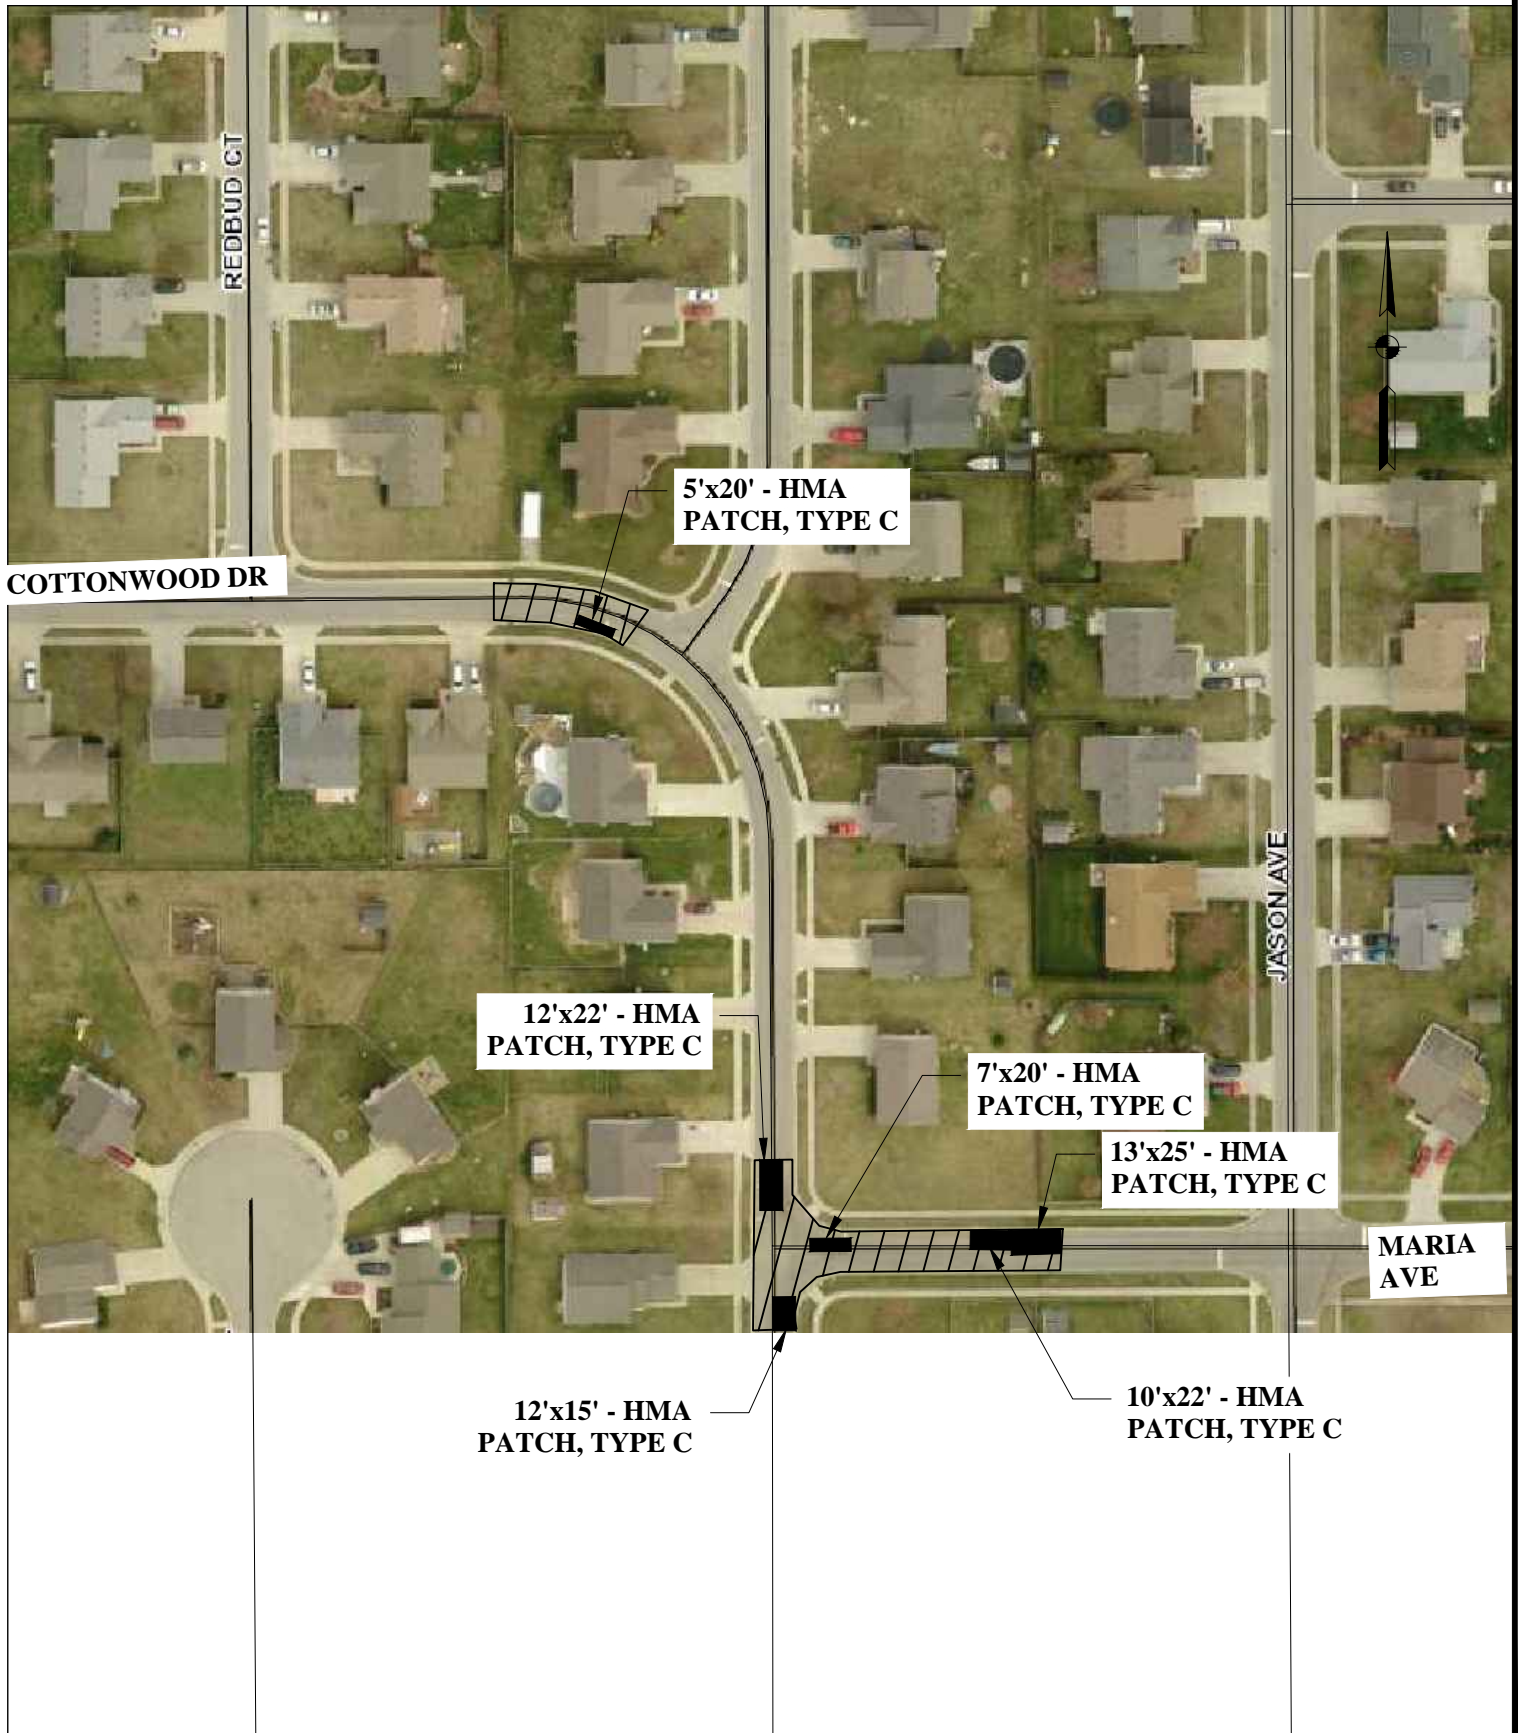 REDBUD CT
5'x20' - HMA
PATCH, TYPE C
COTTONWOOD DR
JASON AVE
12'x22' - HMA
PATCH, TYPE C
7'x20' - HMA
PATCH, TYPE C
13'x25' - HMA
PATCH, TYPE C
MARIA
AVE
12'x15' - HMA
PATCH, TYPE C
10'x22' - HMA
PATCH, TYPE C